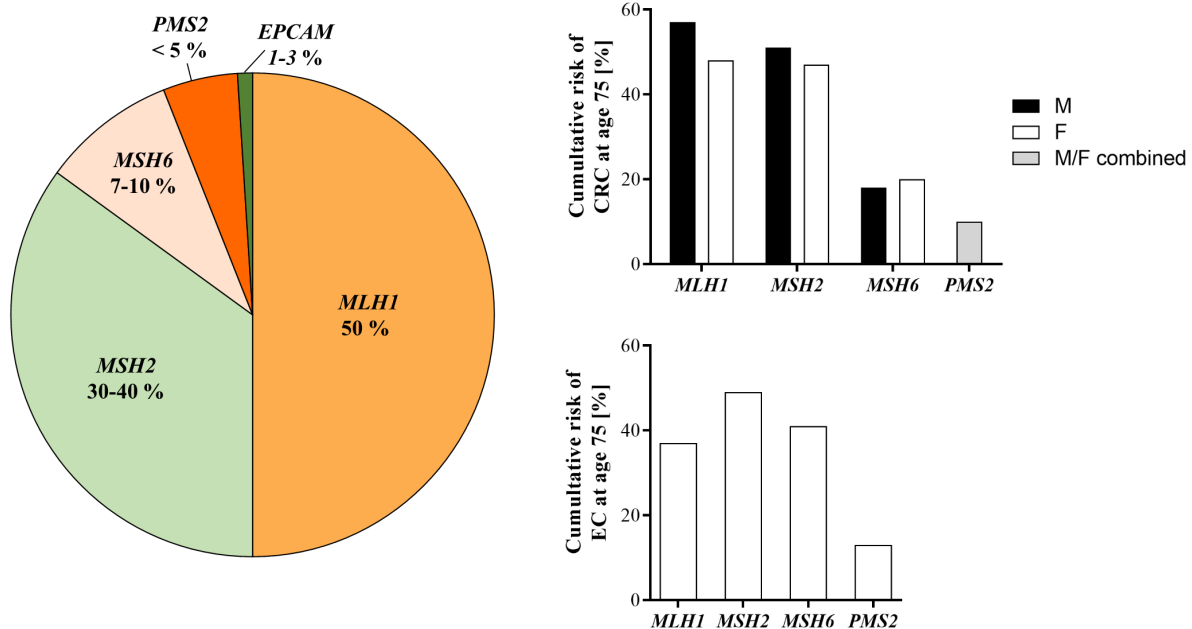 PMS2
< 5 %
EPCAM
1-3 %
MSH6
7-10 %
MLH1
50 %
MSH2
30-40 %
Cumultative risk of
CRC at age 75 [%]
60
40
20
0
MLH1
MSH2
MSH6
PMS2
M
F
M/F combined
Cumultative risk of
EC at age 75 [%]
60
40
20
0
MLH1
MSH2
MSH6
PMS2